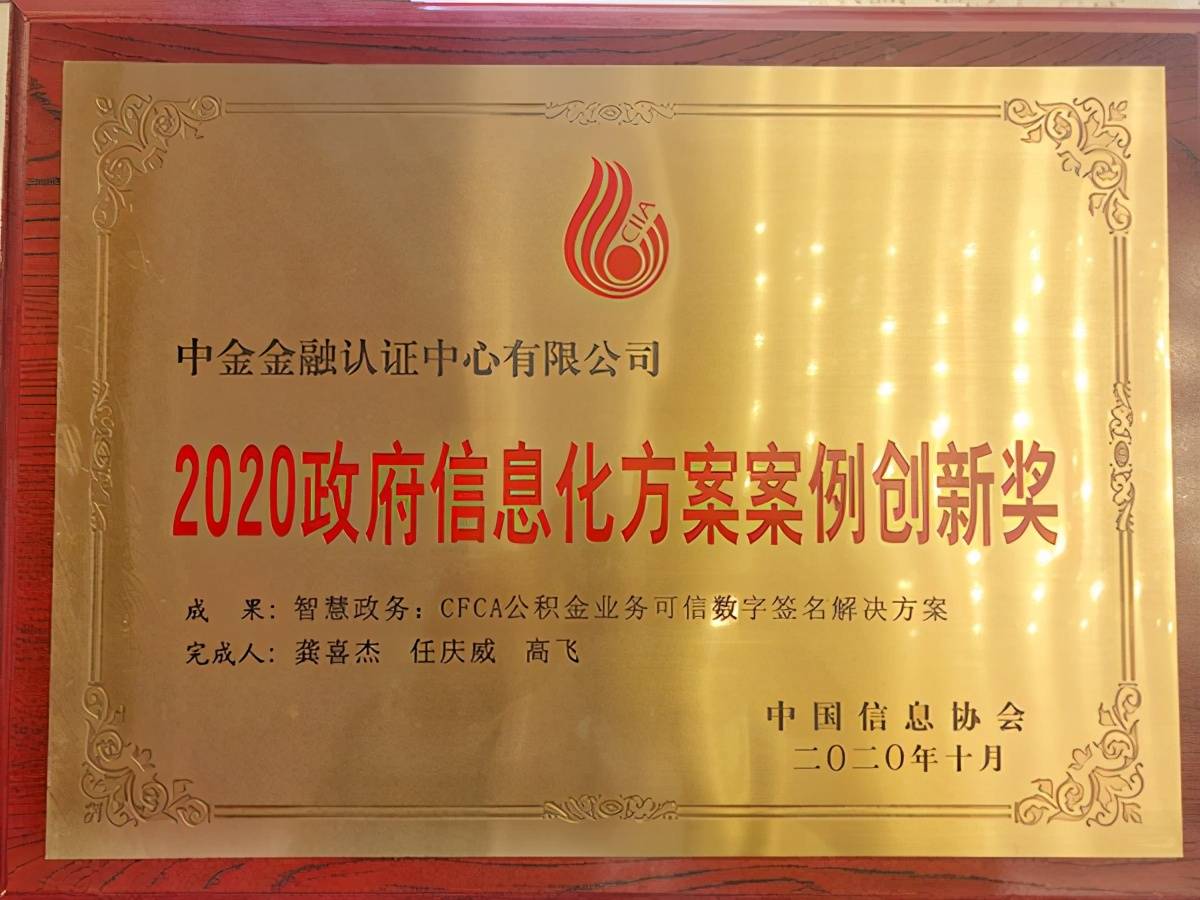 CIIA
中金金融认证中心有限公司
2020政府信息化方案案例创新奖
成 果：智慧政务：CFCA公积金业务可信数字签名解决方案
完成人：龚喜杰 任庆威 高飞
中国信息协会
二〇二〇年十月